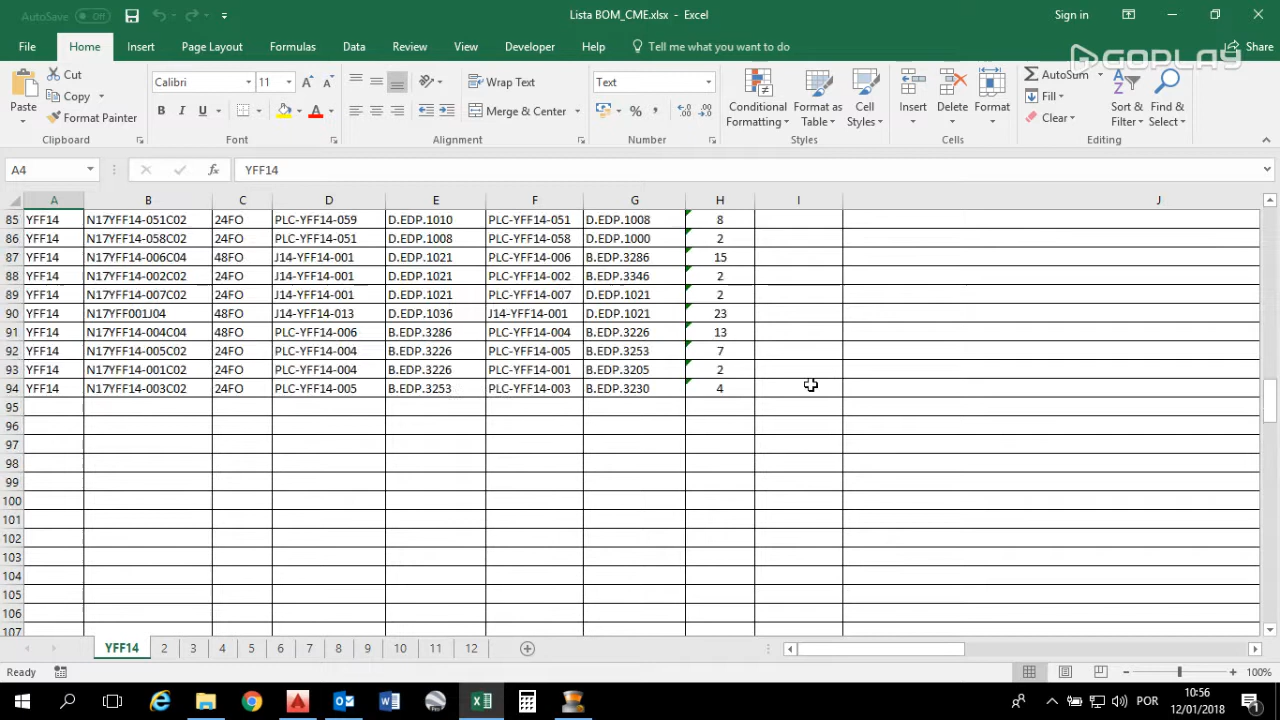 AutoSave Off
Lista BOM_CME.xlsx - Excel
Sign in
File Home Insert Page Layout Formulas Data Review View Developer Help Tell me what you want to do Share
GOPLAY
Paste Cut Calibri 11 Wrap Text Text Conditional Formatting Format as Table Cell Styles Insert Delete Format AutoSum Sort & Filter Find & Select
Copy Merge & Center Fill
Format Painter B I U Clear
Clipboard Font Alignment Number Styles Cells Editing
A4 fx YFF14
A B C D E F G H I J
85 YFF14 N17YFF14-051C02 24FO PLC-YFF14-059 D.EDP.1010 PLC-YFF14-051 D.EDP.1008 8
86 YFF14 N17YFF14-058C02 24FO PLC-YFF14-051 D.EDP.1008 PLC-YFF14-058 D.EDP.1000 2
87 YFF14 N17YFF14-006C04 48FO J14-YFF14-001 D.EDP.1021 PLC-YFF14-006 B.EDP.3286 15
88 YFF14 N17YFF14-002C02 24FO J14-YFF14-001 D.EDP.1021 PLC-YFF14-002 B.EDP.3346 2
89 YFF14 N17YFF14-007C02 24FO J14-YFF14-001 D.EDP.1021 PLC-YFF14-007 D.EDP.1021 2
90 YFF14 N17YFF001J04 48FO J14-YFF14-013 D.EDP.1036 J14-YFF14-001 D.EDP.1021 23
91 YFF14 N17YFF14-004C04 48FO PLC-YFF14-006 B.EDP.3286 PLC-YFF14-004 B.EDP.3226 13
92 YFF14 N17YFF14-005C02 24FO PLC-YFF14-004 B.EDP.3226 PLC-YFF14-005 B.EDP.3253 7
93 YFF14 N17YFF14-001C02 24FO PLC-YFF14-004 B.EDP.3226 PLC-YFF14-001 B.EDP.3205 2
94 YFF14 N17YFF14-003C02 24FO PLC-YFF14-005 B.EDP.3253 PLC-YFF14-003 B.EDP.3230 4
95
96
97
98
99
100
101
102
103
104
105
106
107
YFF14 2 3 4 5 6 7 8 9 10 11 12
Ready 100%
POR 10:56
12/01/2018 1